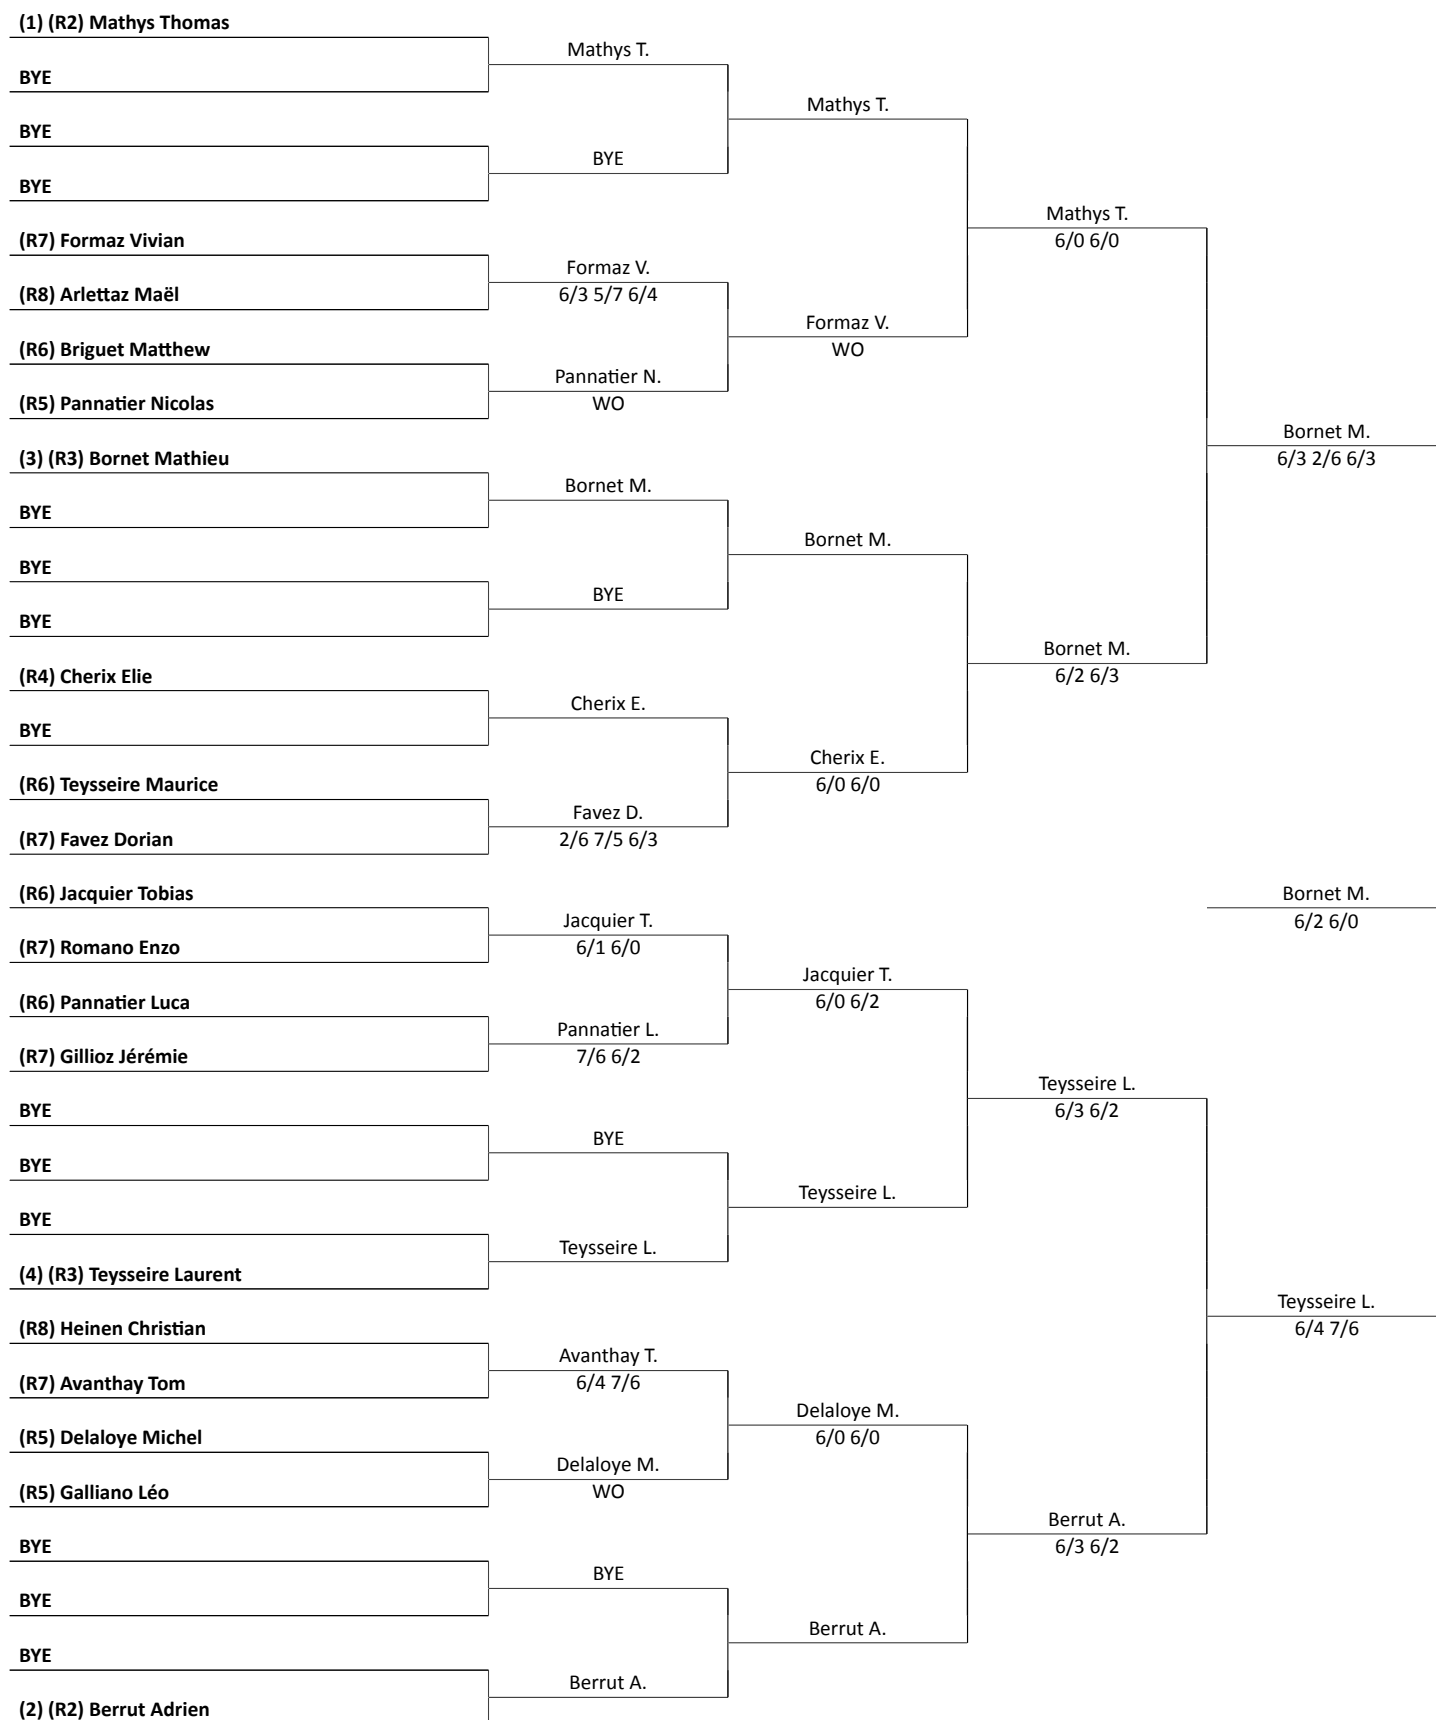 (1) (R2) Mathys Thomas
BYE
BYE
BYE
(R7) Formaz Vivian
(R8) Arlettaz Maël
(R6) Briguet Matthew
(R5) Pannatier Nicolas
(3) (R3) Bornet Mathieu
BYE
BYE
BYE
(R4) Cherix Elie
BYE
(R6) Teysseire Maurice
(R7) Favez Dorian
(R6) Jacquier Tobias
(R7) Romano Enzo
(R6) Pannatier Luca
(R7) Gillioz Jérémie
BYE
BYE
BYE
(4) (R3) Teysseire Laurent
(R8) Heinen Christian
(R7) Avanthay Tom
(R5) Delaloye Michel
(R5) Galliano Léo
BYE
BYE
BYE
(2) (R2) Berrut Adrien
Mathys T.
BYE
Formaz V.
6/3 5/7 6/4
Pannatier N.
WO
Bornet M.
BYE
Cherix E.
Favez D.
2/6 7/5 6/3
Jacquier T.
6/1 6/0
Pannatier L.
7/6 6/2
BYE
Teysseire L.
Avanthay T.
6/4 7/6
Delaloye M.
WO
BYE
Berrut A.
Mathys T.
Formaz V.
WO
Bornet M.
Cherix E.
6/0 6/0
Jacquier T.
6/0 6/2
Teysseire L.
Delaloye M.
6/0 6/0
Berrut A.
Mathys T.
6/0 6/0
Bornet M.
6/2 6/3
Teysseire L.
6/3 6/2
Berrut A.
6/3 6/2
Bornet M.
6/3 2/6 6/3
Bornet M.
6/2 6/0
Teysseire L.
6/4 7/6